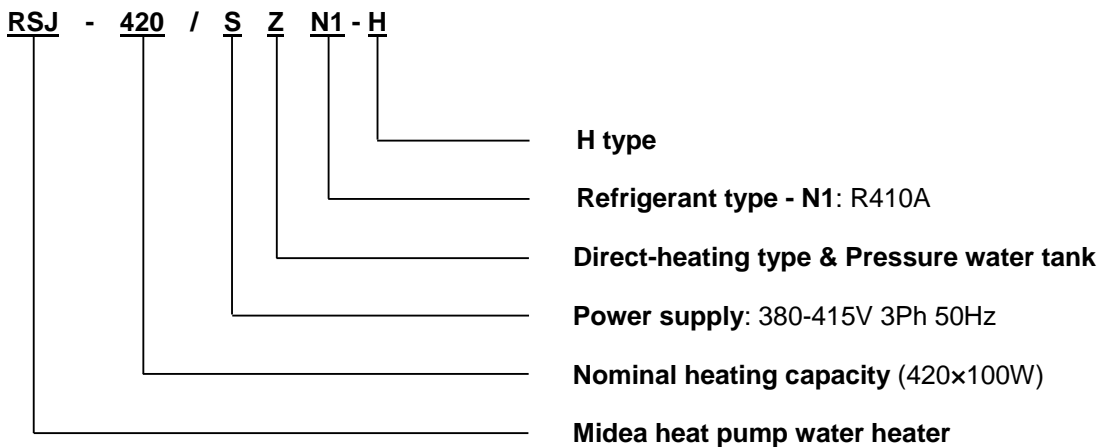 RSJ - 420 / S Z N1 - H
H type
Refrigerant type - N1: R410A
Direct-heating type & Pressure water tank
Power supply: 380-415V 3Ph 50Hz
Nominal heating capacity (420×100W)
Midea heat pump water heater